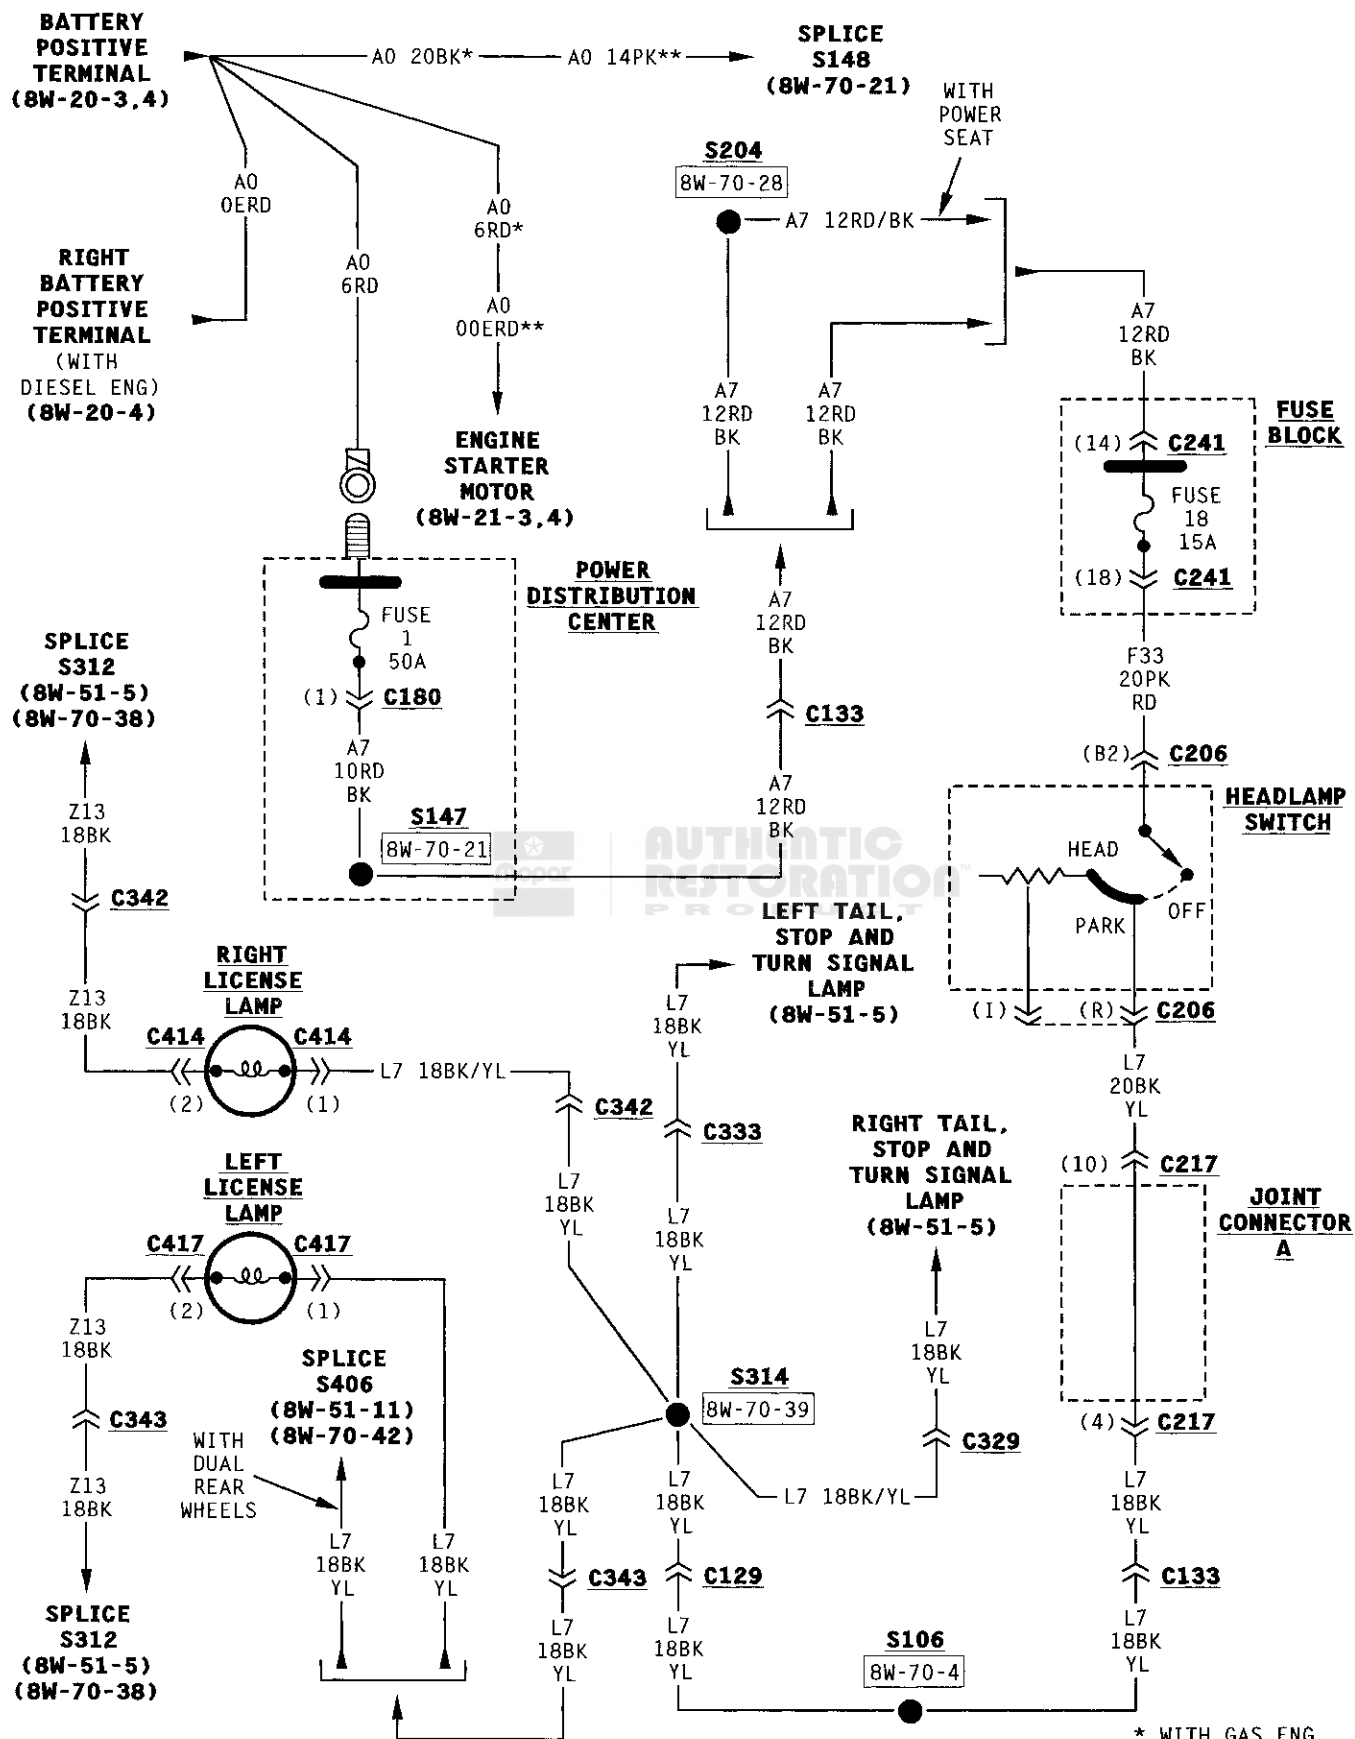 BATTERY
POSITIVE
TERMINAL
(8W-20-3,4)
A0 20BK*
A0 14PK**
SPLICE
S148
(8W-70-21)
WITH
POWER
SEAT
A0
0ERD
A0
6RD
A0
6RD*
A0
00ERD**
S204
8W-70-28
A7 12RD/BK
RIGHT
BATTERY
POSITIVE
TERMINAL
(WITH
DIESEL ENG)
(8W-20-4)
A7
12RD
BK
A7
12RD
BK
A7
12RD
BK
ENGINE
STARTER
MOTOR
(8W-21-3,4)
FUSE
BLOCK
(14)
C241
FUSE
18
15A
(18)
C241
POWER
DISTRIBUTION
CENTER
FUSE
1
50A
(1)
C180
A7
10RD
BK
S147
8W-70-21
A7
12RD
BK
C133
A7
12RD
BK
F33
20PK
RD
(B2)
C206
HEADLAMP
SWITCH
HEAD
PARK
OFF
(I)
(R)
C206
SPLICE
S312
(8W-51-5)
(8W-70-38)
Z13
18BK
C342
Z13
18BK
mopar
AUTHENTIC
RESTORATION™
PRODUCT
RIGHT
LICENSE
LAMP
C414
C414
(2)
(1)
L7 18BK/YL
LEFT TAIL,
STOP AND
TURN SIGNAL
LAMP
(8W-51-5)
L7
18BK
YL
C342
C333
L7
18BK
YL
L7
18BK
YL
RIGHT TAIL,
STOP AND
TURN SIGNAL
LAMP
(8W-51-5)
L7
20BK
YL
(10)
C217
JOINT
CONNECTOR
A
(4)
C217
LEFT
LICENSE
LAMP
C417
C417
(2)
(1)
Z13
18BK
C343
Z13
18BK
SPLICE
S406
(8W-51-11)
(8W-70-42)
WITH
DUAL
REAR
WHEELS
S314
8W-70-39
L7
18BK
YL
C329
L7 18BK/YL
L7
18BK
YL
L7
18BK
YL
L7
18BK
YL
L7
18BK
YL
L7
18BK
YL
C343
C129
C133
L7
18BK
YL
L7
18BK
YL
L7
18BK
YL
S106
8W-70-4
SPLICE
S312
(8W-51-5)
(8W-70-38)
* WITH GAS ENG